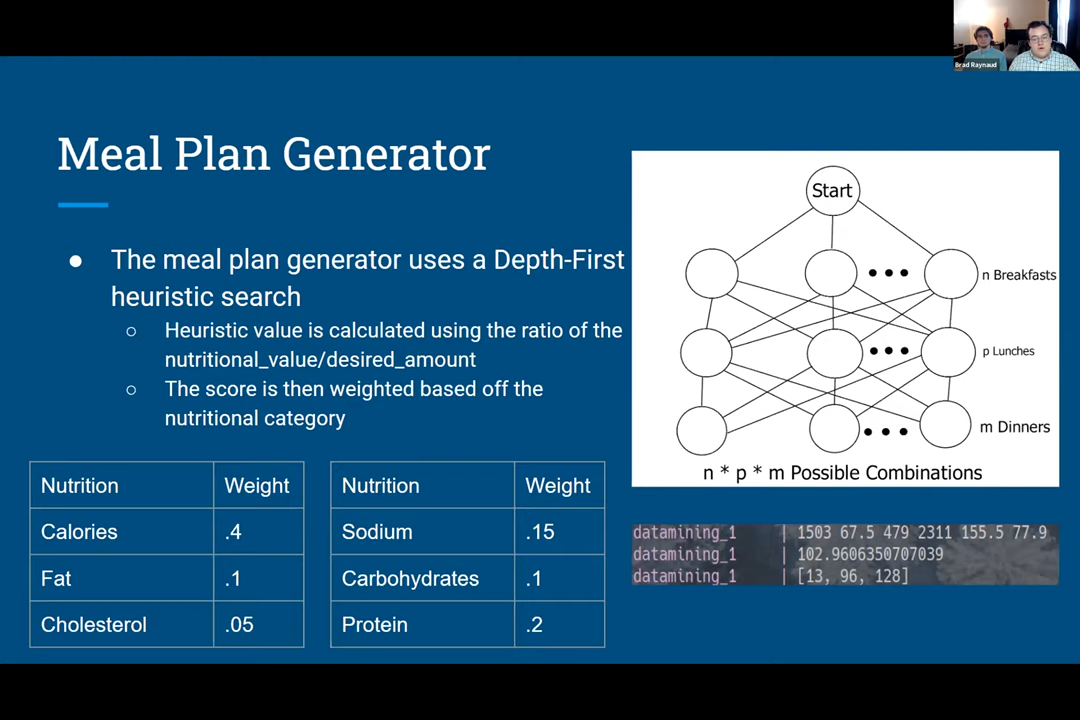 Brad Raynaud
Meal Plan Generator
● The meal plan generator uses a Depth-First
heuristic search
○ Heuristic value is calculated using the ratio of the
nutritional_value/desired_amount
○ The score is then weighted based off the
nutritional category
Nutrition Weight
Calories .4
Fat .1
Cholesterol .05
Nutrition Weight
Sodium .15
Carbohydrates .1
Protein .2
Start
n Breakfasts
p Lunches
m Dinners
n * p * m Possible Combinations
datamining_1 | 1503 67.5 479 2311 155.5 77.9
datamining_1 | 102.9606350707039
datamining_1 | [13, 96, 128]